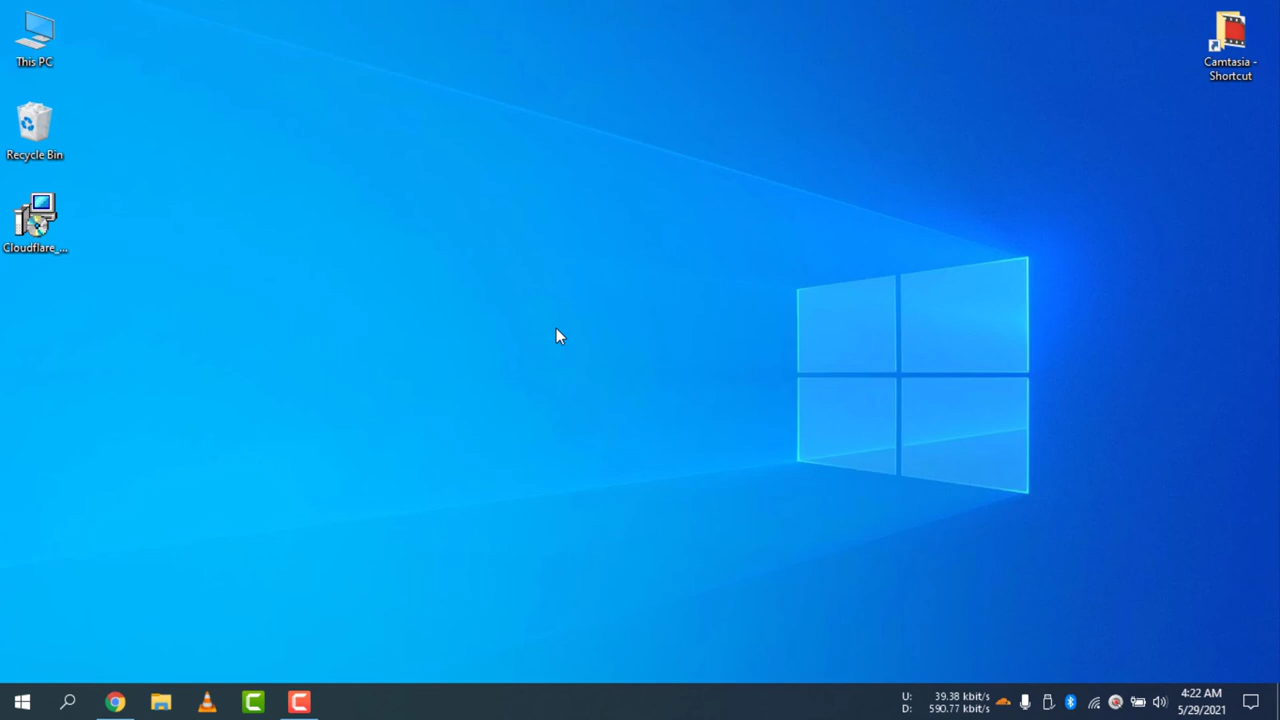 This PC
Recycle Bin
Cloudflare_...
Camtasia -
Shortcut
U: 39.38 kbit/s
D: 590.77 kbit/s
4:22 AM
5/29/2021